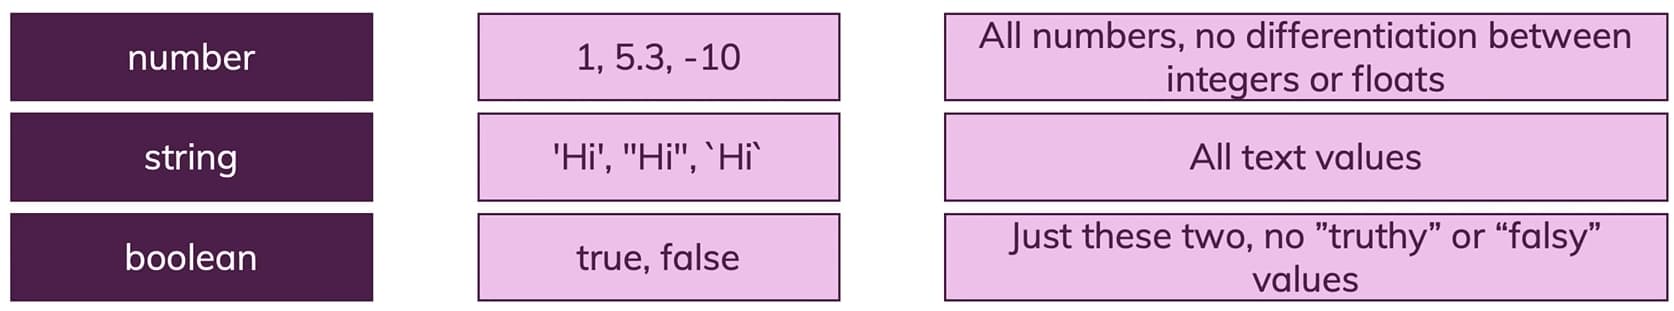 number
1, 5.3, -10
All numbers, no differentiation between
integers or floats
string
'Hi', "Hi", `Hi`
All text values
boolean
true, false
Just these two, no ”truthy” or “falsy”
values